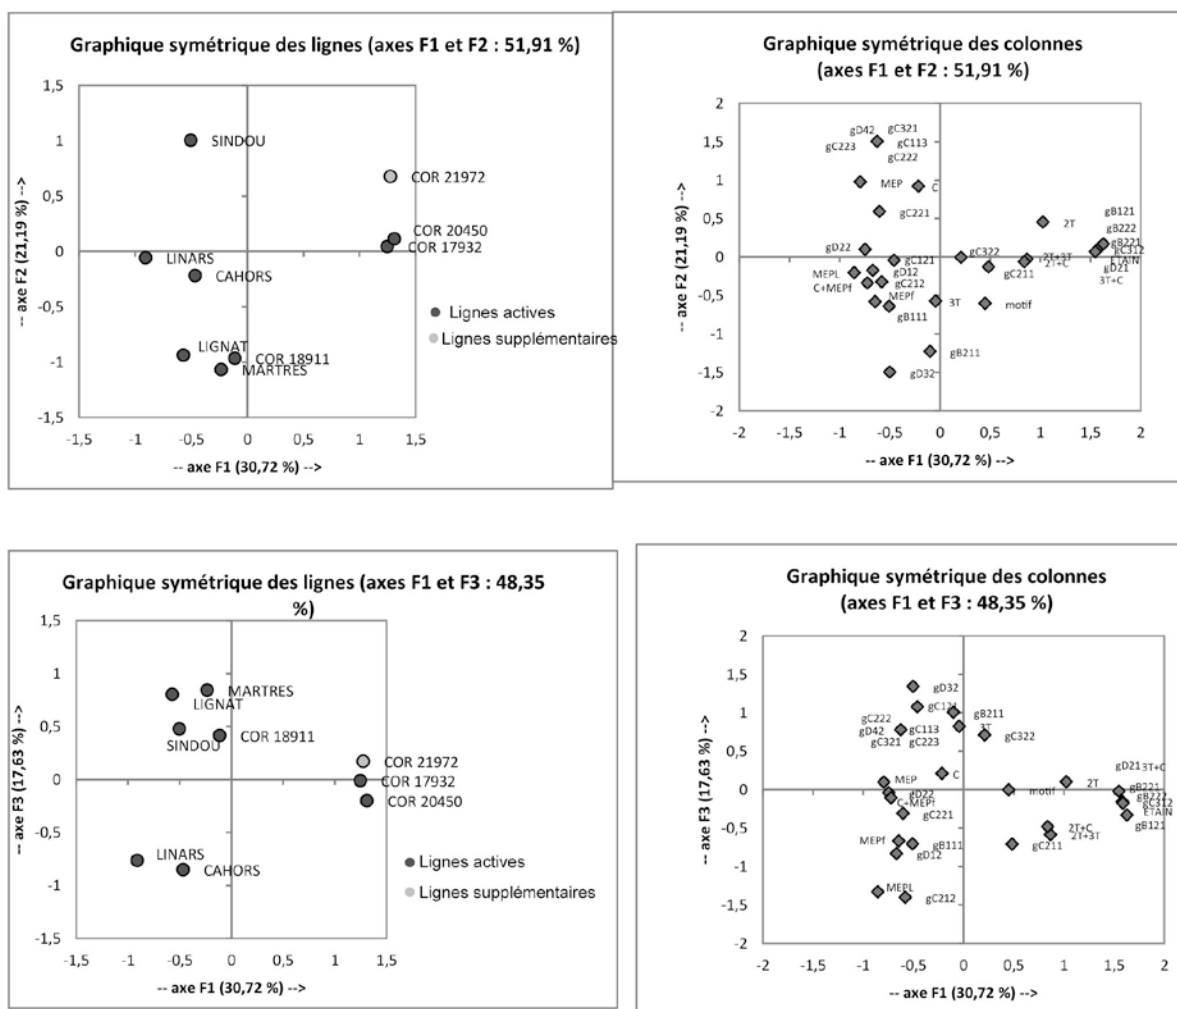 Graphique symétrique des lignes (axes F1 et F2 : 51,91 %)
1,5
1
0,5
0
-0,5
-1
-1,5
-1,5
-1
-0,5
0
0,5
1
1,5
-- axe F2 (21,19 %) -->
-- axe F1 (30,72 %) -->
SINDOU
COR 21972
COR 20450
COR 17932
LINARS
CAHORS
LIGNAT
COR 18911
MARTRES
Lignes actives
Lignes supplémentaires
Graphique symétrique des colonnes
(axes F1 et F2 : 51,91 %)
2
1,5
1
0,5
0
-0,5
-1
-1,5
-2
-2
-1,5
-1
-0,5
0
0,5
1
1,5
2
-- axe F2 (21,19 %) -->
-- axe F1 (30,72 %) -->
gD42
gC321
gC223
gC113
gC222
MEP
C
gC221
2T
gB121
gB222
gB221
gC312
ETAIN
gD21
3T+C
gD22
gC121
gC322
2T+3T
2T+C
gC211
MEPL
gD12
C+MEPf
gC212
MEPf
gB111
3T
motif
gB211
gD32
Graphique symétrique des lignes (axes F1 et F3 : 48,35
%)
1,5
1
0,5
0
-0,5
-1
-1,5
-1,5
-1
-0,5
0
0,5
1
1,5
-- axe F3 (17,63 %) -->
-- axe F1 (30,72 %) -->
MARTRES
LIGNAT
SINDOU
COR 18911
COR 21972
COR 17932
COR 20450
LINARS
CAHORS
Lignes actives
Lignes supplémentaires
Graphique symétrique des colonnes
(axes F1 et F3 : 48,35 %)
2
1,5
1
0,5
0
-0,5
-1
-1,5
-2
-2
-1,5
-1
-0,5
0
0,5
1
1,5
2
-- axe F3 (17,63 %) -->
-- axe F1 (30,72 %) -->
gD32
gC121
gB211
gC222
gD42
gC113
3T
gC321
gC223
gC322
C
gD21
3T+C
MEP
2T
gB221
gD22
C+MEPf
motif
gB222
gC312
ETAIN
gC221
gB121
2T+C
2T+3T
MEPf
gB111
gC211
gD12
MEPL
gC212